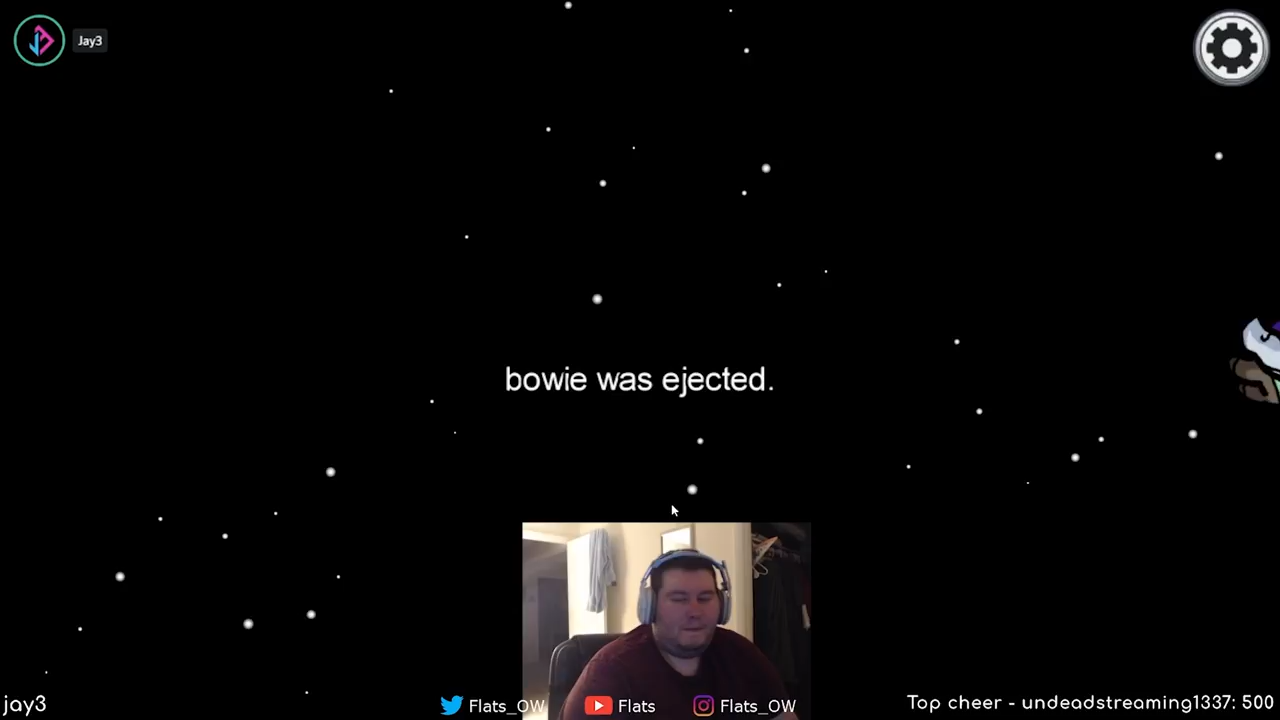 Jay3
bowie was ejected.
jay3
Flats_OW
Flats
Flats_OW
Top cheer - undeadstreaming1337: 500